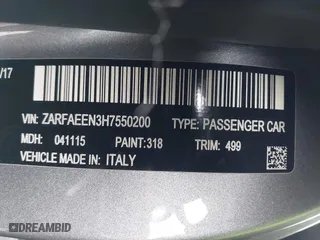 /17
VIN: ZARFAEEN3H7550200 TYPE: PASSENGER CAR
MDH: 041115 PAINT: 318 TRIM: 499
VEHICLE MADE IN: ITALY
DREAMBID